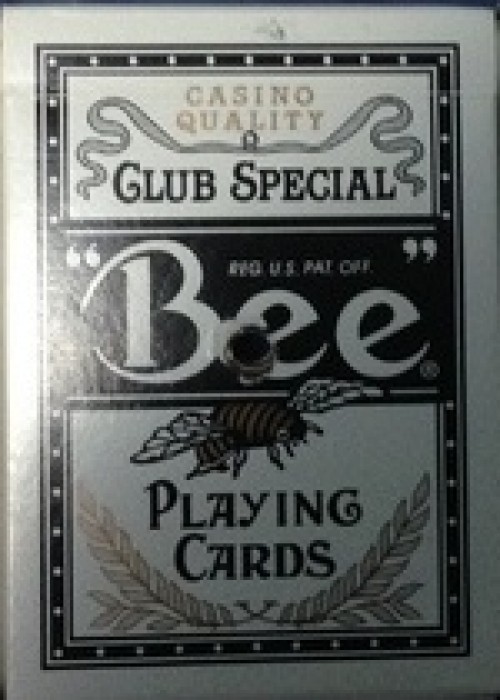 CASINO
QUALITY
CLUB SPECIAL
“Bee”
REG. U.S. PAT. OFF.
®
PLAYING
CARDS